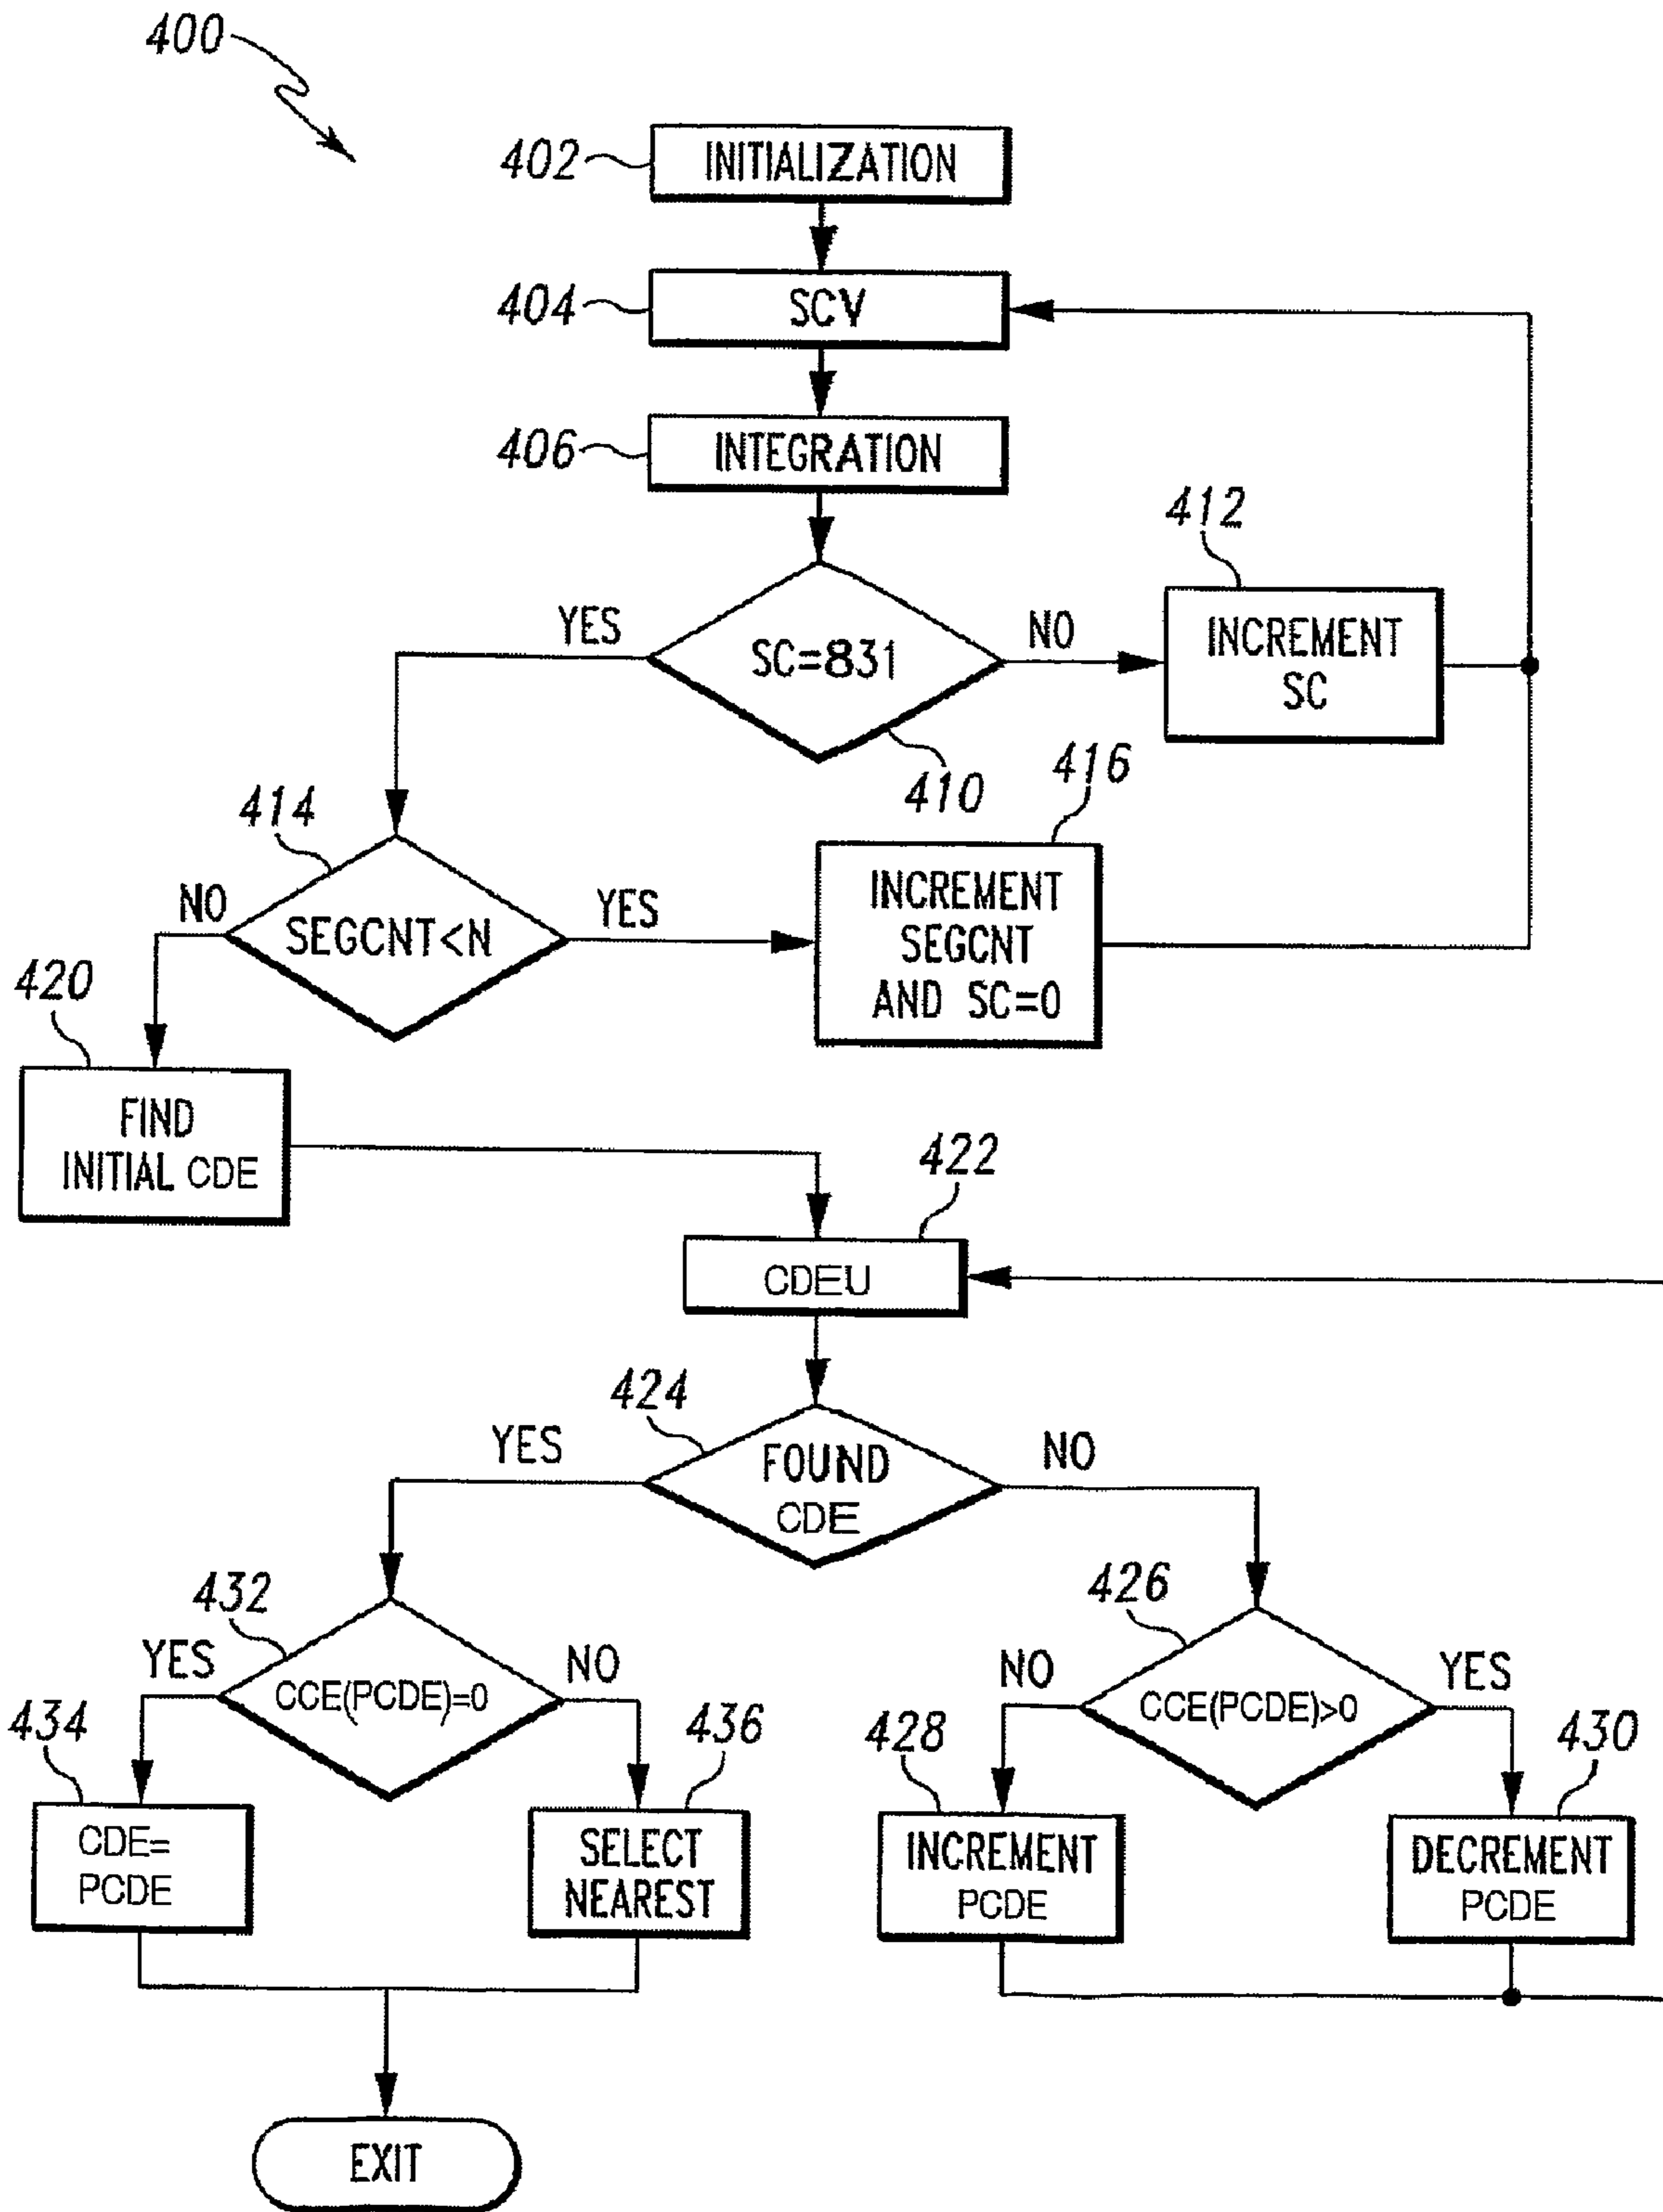 400
402
INITIALIZATION
404
SCV
406
INTEGRATION
412
YES
SC=831
NO
INCREMENT
SC
410
416
414
NO
SEGCNT<N
YES
INCREMENT
SEGCNT
AND SC=0
420
FIND
INITIAL CDE
422
CDEU
424
YES
FOUND
CDE
NO
432
426
YES
CCE(PCDE)=0
NO
NO
CCE(PCDE)>0
YES
434
436
428
430
CDE=
PCDE
SELECT
NEAREST
INCREMENT
PCDE
DECREMENT
PCDE
EXIT